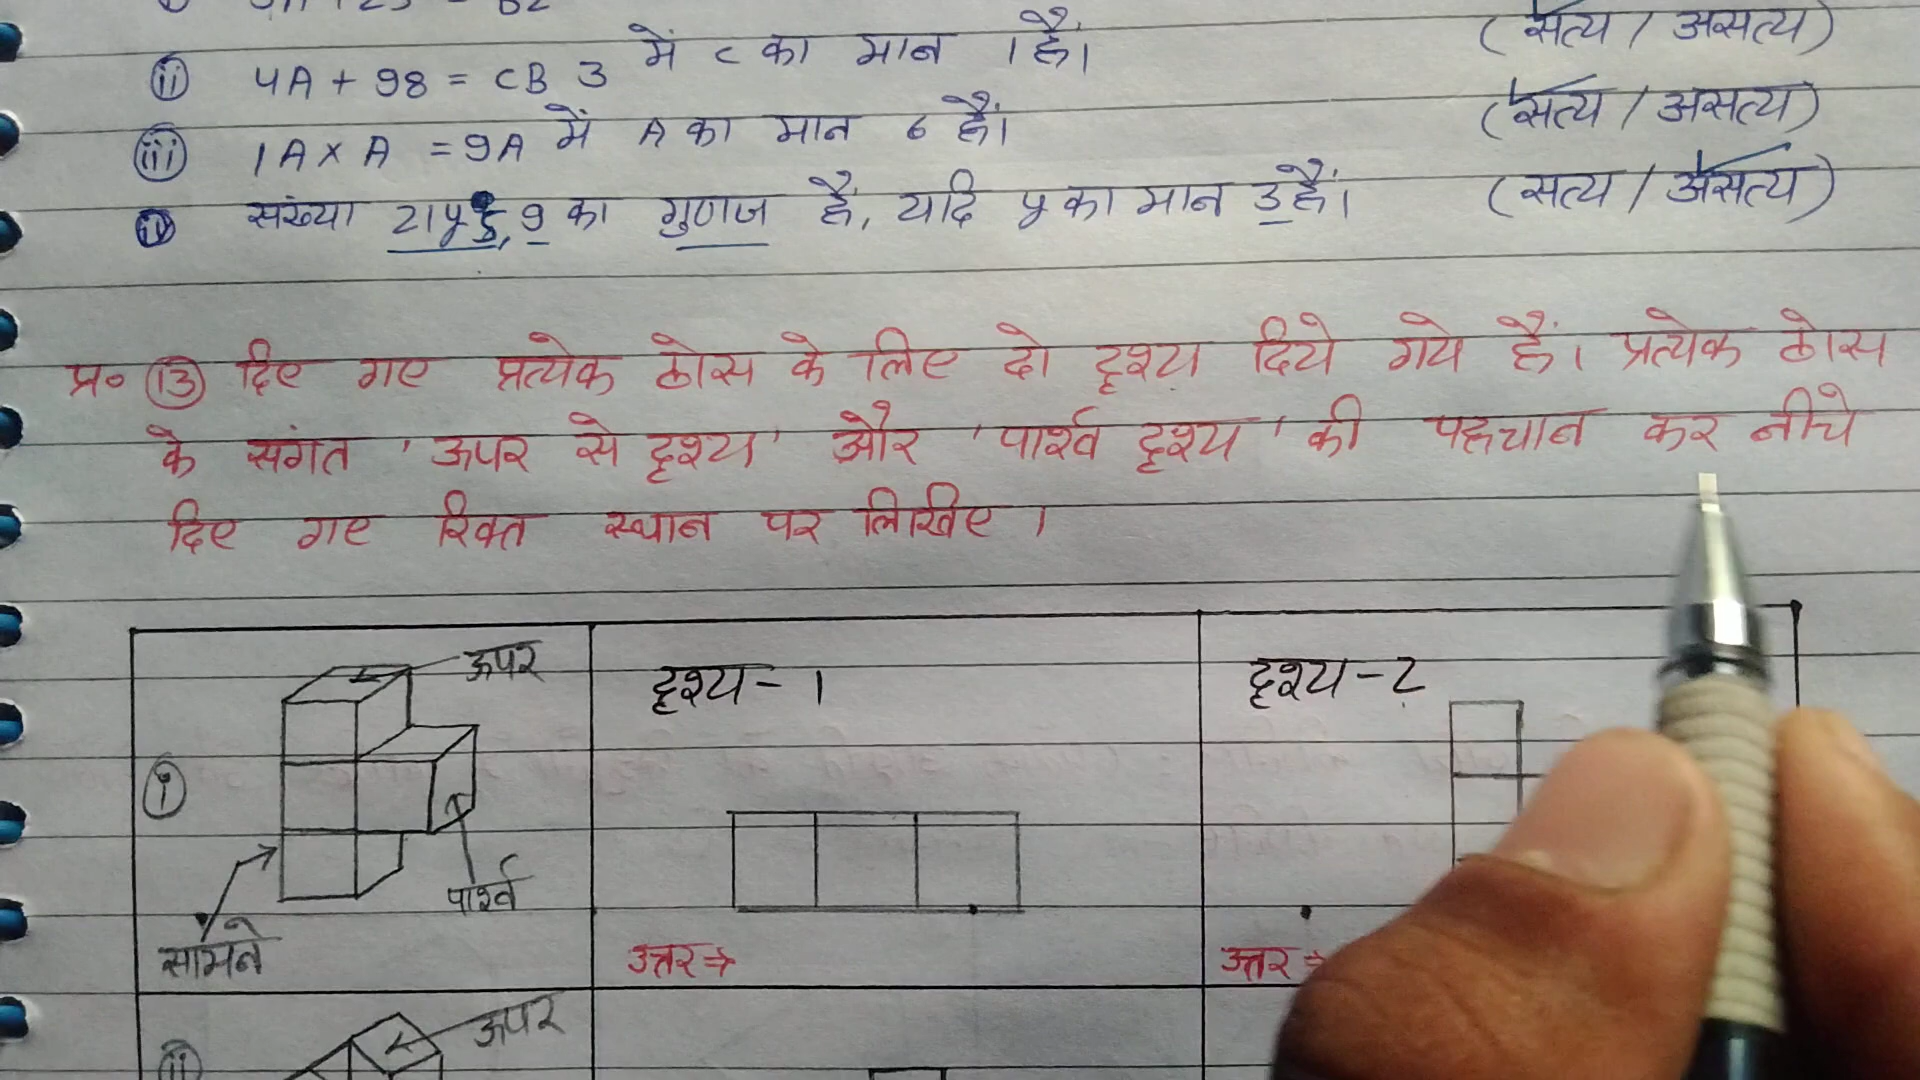 (ii) 4A + 98 = CB 3 में C का मान 1 है। (सत्य / असत्य)
(iii) 1A × A = 9A में A का मान 6 है। (सत्य / असत्य)
(iv) संख्या 21y5, 9 का गुणज है, यदि y का मान 3 है। (सत्य / असत्य)
प्र० (13) दिए गए प्रत्येक ठोस के लिए दो दृश्य दिये गये हैं। प्रत्येक ठोस
के संगत 'ऊपर से दृश्य' और 'पार्श्व दृश्य' की पहचान कर नीचे
दिए गए रिक्त स्थान पर लिखिए।
ऊपर
दृश्य - 1
दृश्य - 2
(i)
पार्श्व
सामने
उत्तर ⇒
उत्तर ⇒
ऊपर
(ii)